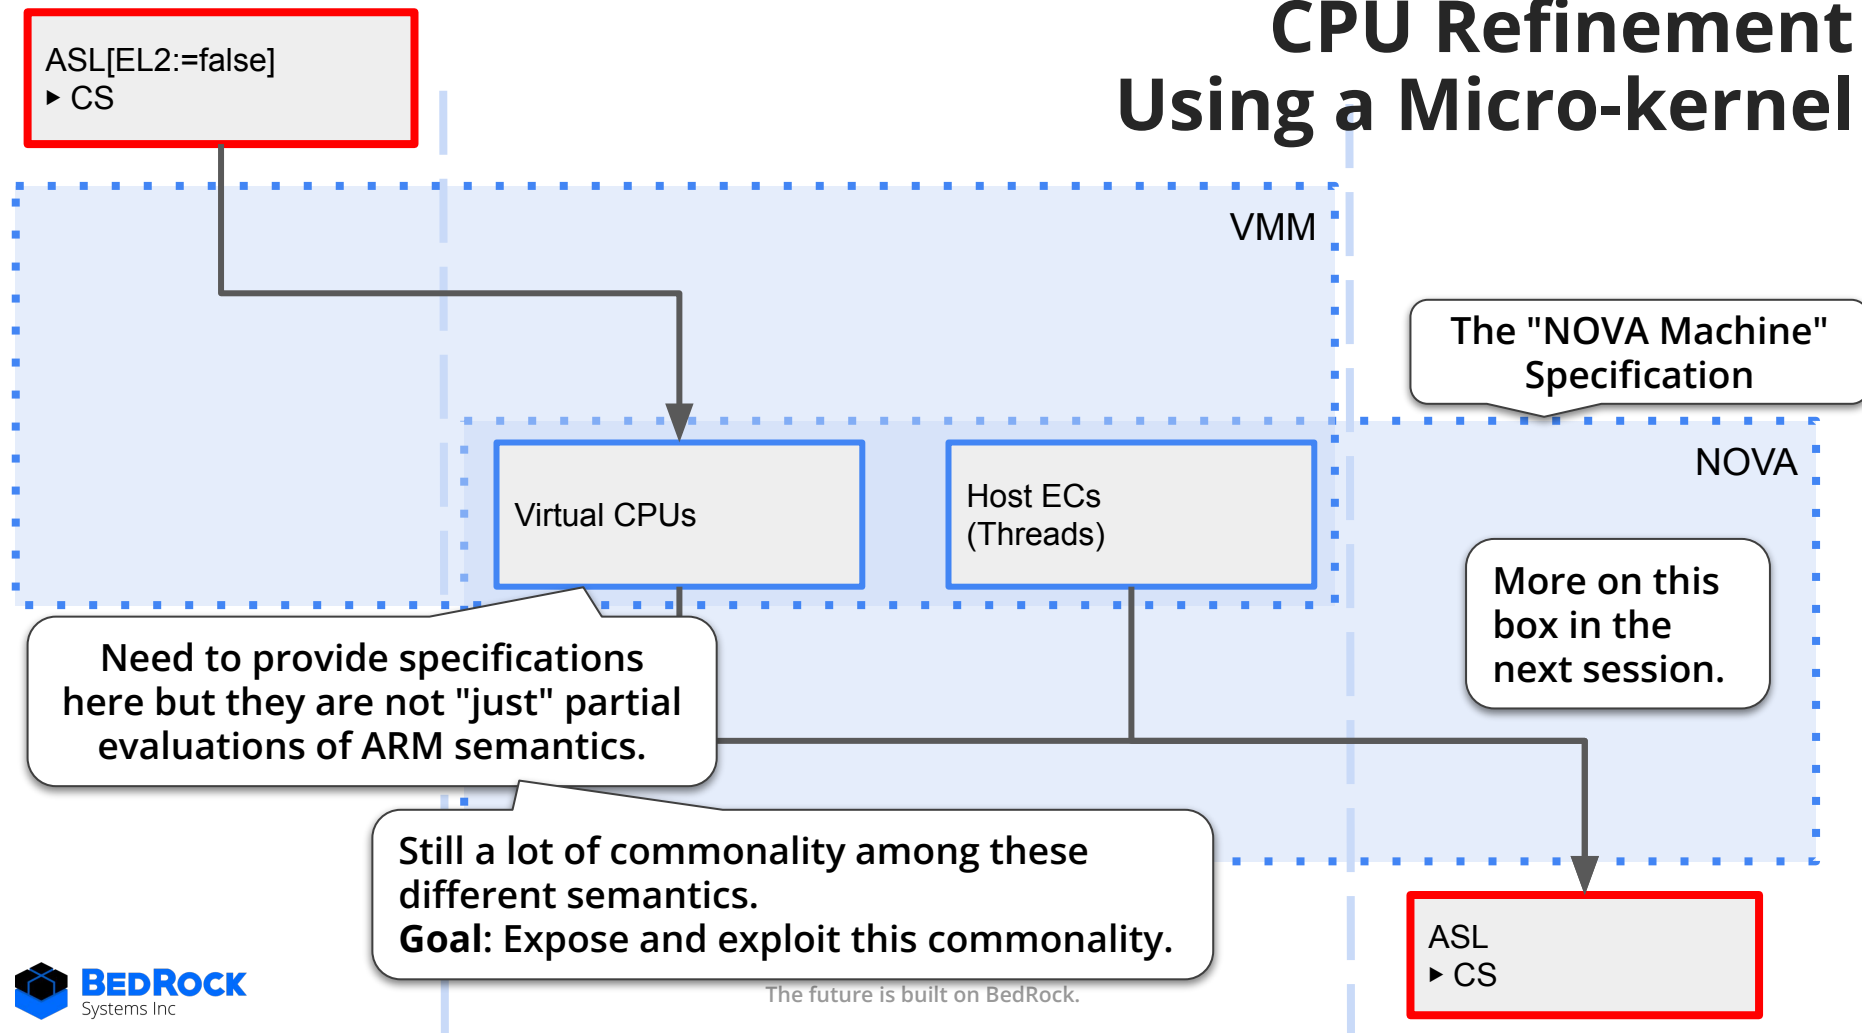 CPU Refinement
Using a Micro-kernel
ASL[EL2:=false]
▸ CS
VMM
The "NOVA Machine"
Specification
NOVA
Virtual CPUs
Host ECs
(Threads)
More on this
box in the
next session.
Need to provide specifications
here but they are not "just" partial
evaluations of ARM semantics.
Still a lot of commonality among these
different semantics.
Goal: Expose and exploit this commonality.
ASL
▸ CS
BEDROCK
Systems Inc
The future is built on BedRock.